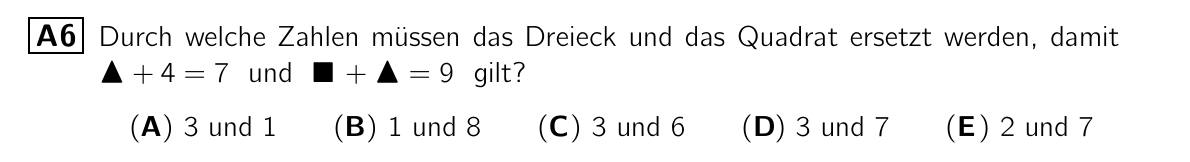 A6 Durch welche Zahlen müssen das Dreieck und das Quadrat ersetzt werden, damit
▲ + 4 = 7 und ■ + ▲ = 9 gilt?
(A) 3 und 1 (B) 1 und 8 (C) 3 und 6 (D) 3 und 7 (E) 2 und 7